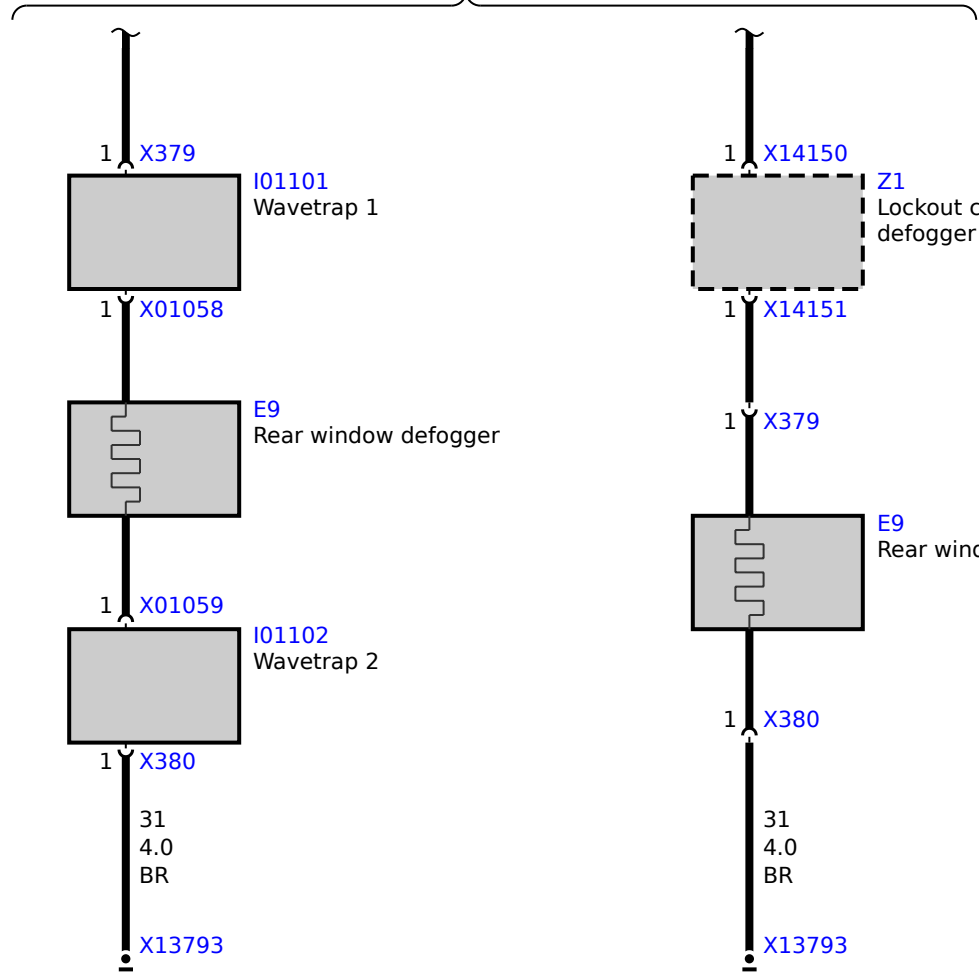 1 X379
I01101
Wavetrap 1
1 X01058
E9
Rear window defogger
1 X01059
I01102
Wavetrap 2
1 X380
31
4.0
BR
X13793
1 X14150
Z1
Lockout
defogger
1 X14151
1 X379
E9
Rear
1 X380
31
4.0
BR
X13793